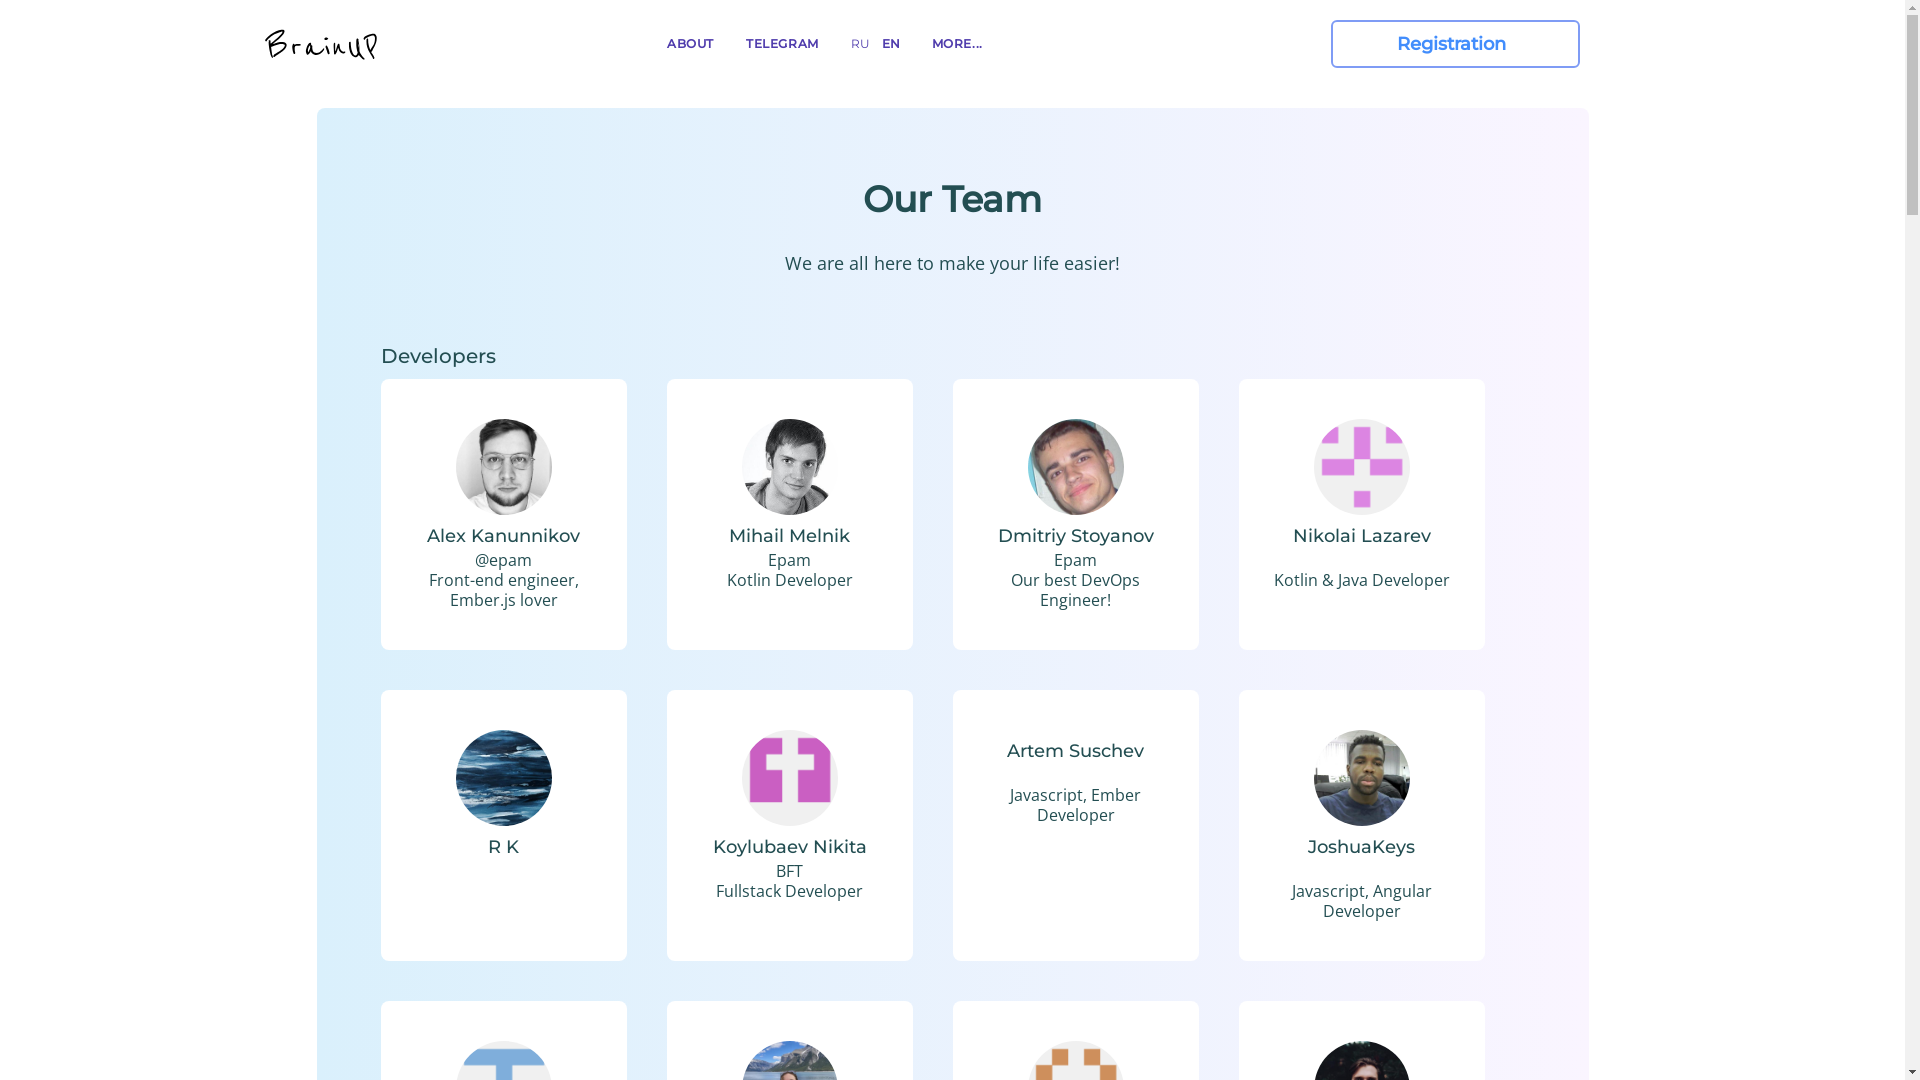 BrainUP
ABOUT
TELEGRAM
RU
EN
MORE...
Registration
Our Team
We are all here to make your life easier!
Developers
Alex Kanunnikov
@epam
Front-end engineer,
Ember.js lover
Mihail Melnik
Epam
Kotlin Developer
Dmitriy Stoyanov
Epam
Our best DevOps
Engineer!
Nikolai Lazarev
Kotlin & Java Developer
R K
Koylubaev Nikita
BFT
Fullstack Developer
Artem Suschev
Javascript, Ember
Developer
JoshuaKeys
Javascript, Angular
Developer